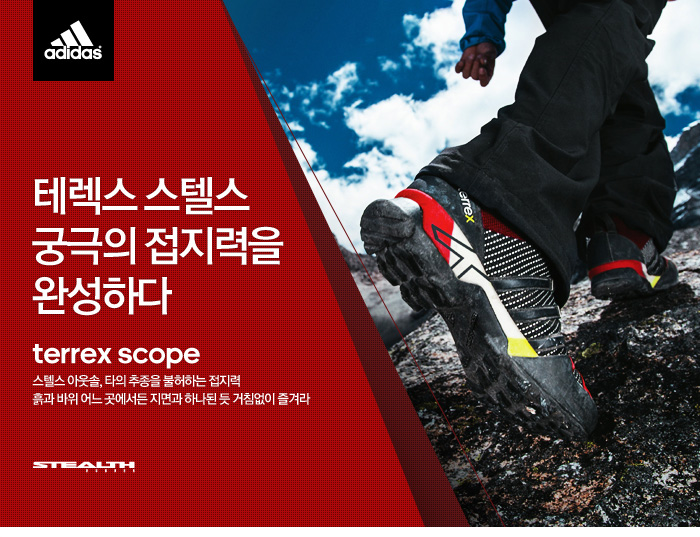 adidas
테렉스 스텔스
궁극의 접지력을
완성하다
terrex scope
스텔스 아웃솔, 타의 추종을 불허하는 접지력
흙과 바위 어느 곳에서든 지면과 하나된 듯 거침없이 즐겨라
STEALTH
RUBBER
terrex